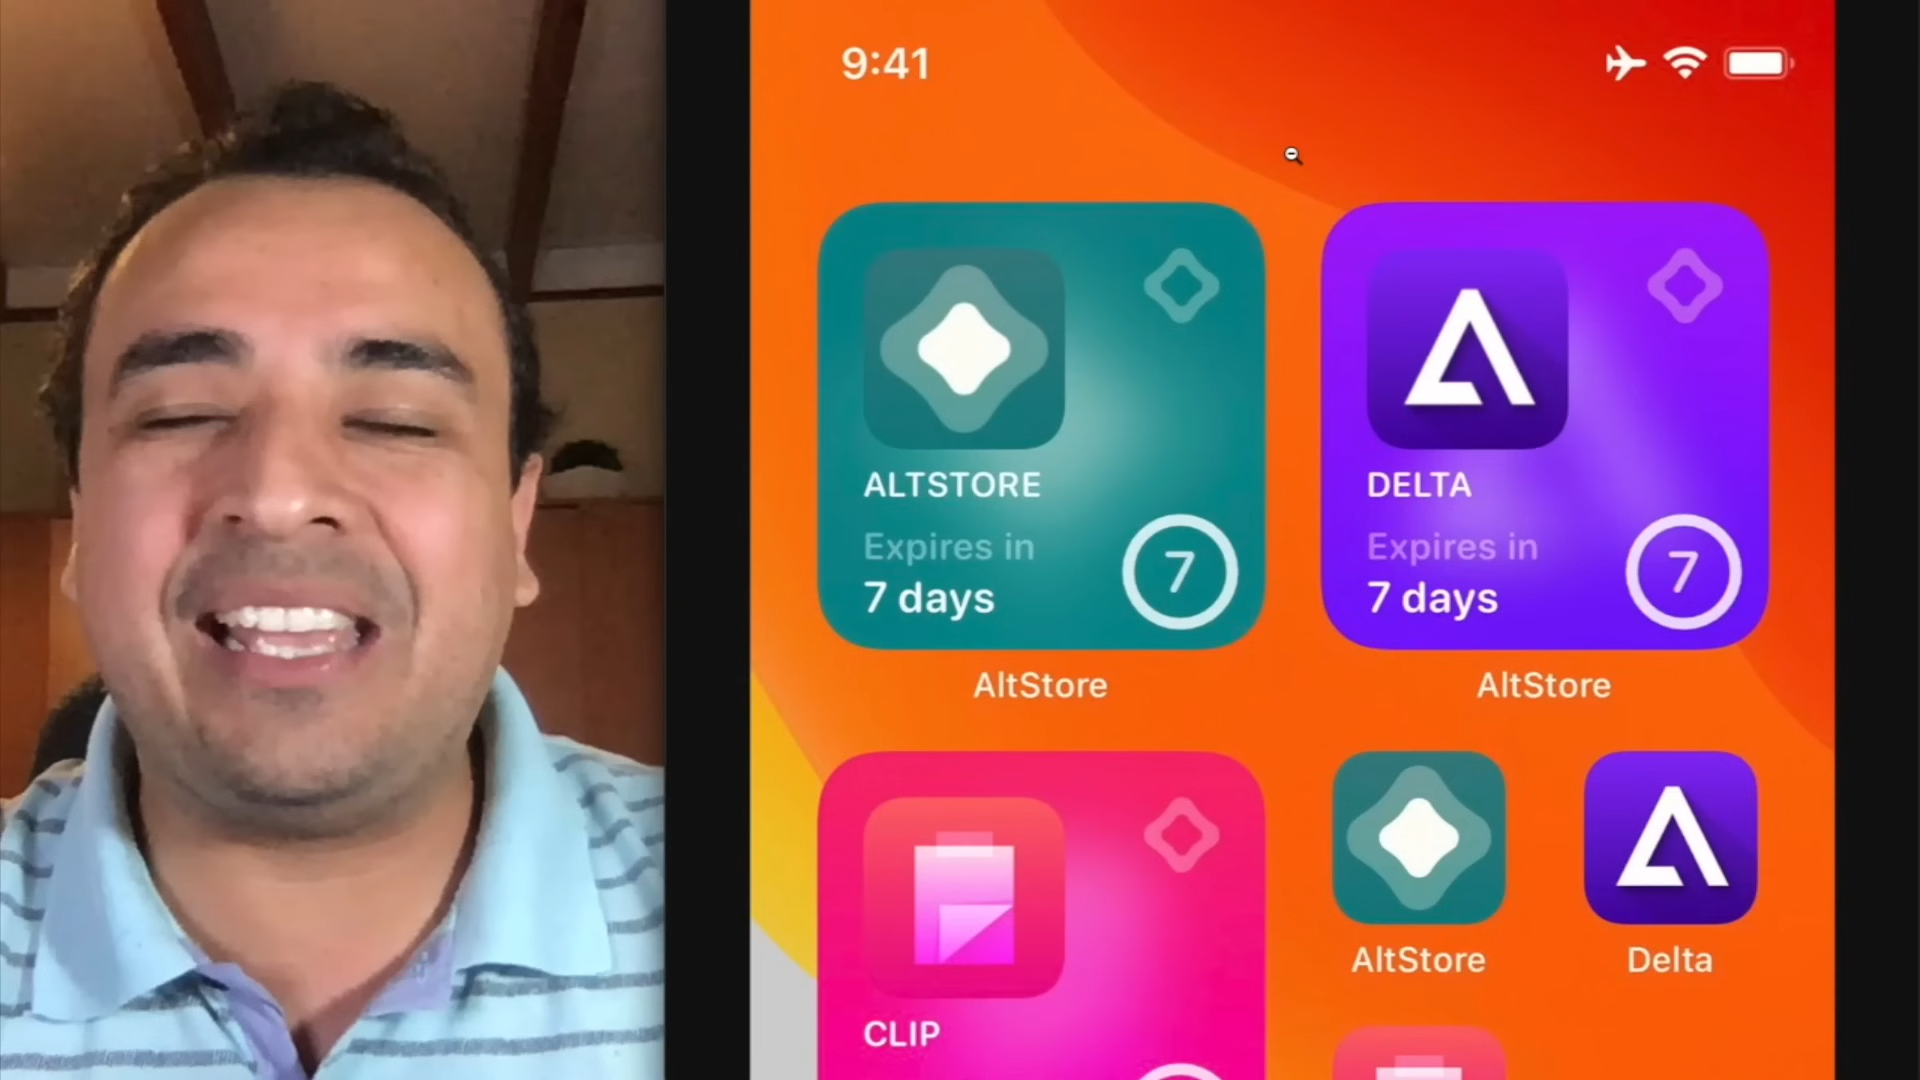 9:41
ALTSTORE
Expires in
7 days
7
AltStore
DELTA
Expires in
7 days
7
AltStore
CLIP
AltStore
Delta